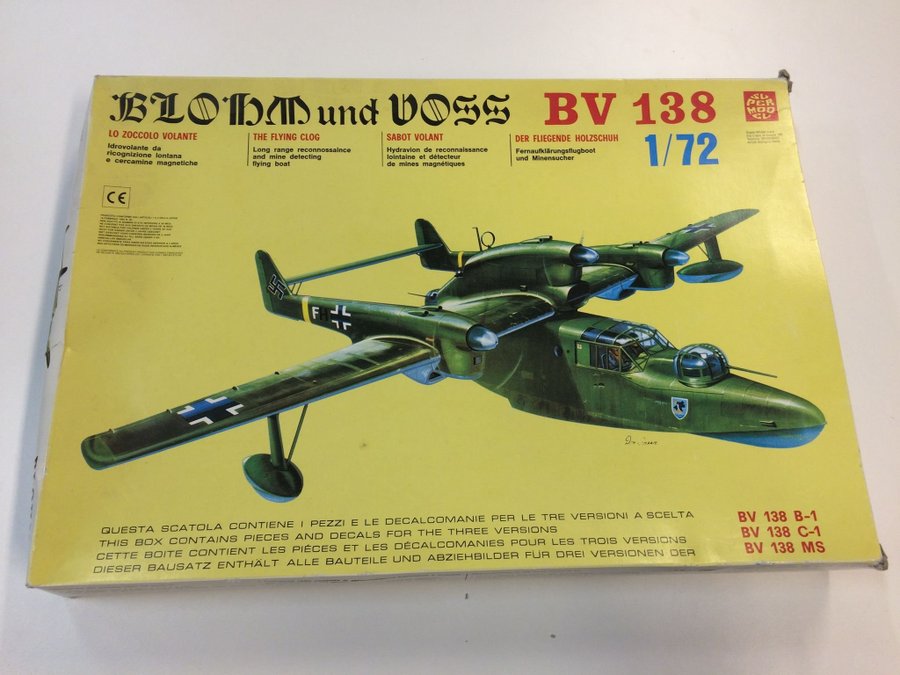 BLOHM und VOSS BV 138
SUPER MODEL
1/72
LO ZOCCOLO VOLANTE
Idrovolante da
ricognizione lontana
e cercamine magnetiche
THE FLYING CLOG
Long range reconnossaince
and mine detecting
flying boat
SABOT VOLANT
Hydravion de reconnaissance
lointaine et détecteur
de mines magnétiques
DER FLIEGENDE HOLZSCHUH
Fernaufklärungsflugboot
und Minensucher
CE
F H
QUESTA SCATOLA CONTIENE I PEZZI E LE DECALCOMANIE PER LE TRE VERSIONI A SCELTA
THIS BOX CONTAINS PIECES AND DECALS FOR THE THREE VERSIONS
CETTE BOITE CONTIENT LES PIÉCES ET LES DÉCALCOMANIES POUR LES TROIS VERSIONS
DIESER BAUSATZ ENTHÄLT ALLE BAUTEILE UND ABZIEHBILDER FÜR DREI VERSIONEN DER
BV 138 B-1
BV 138 C-1
BV 138 MS